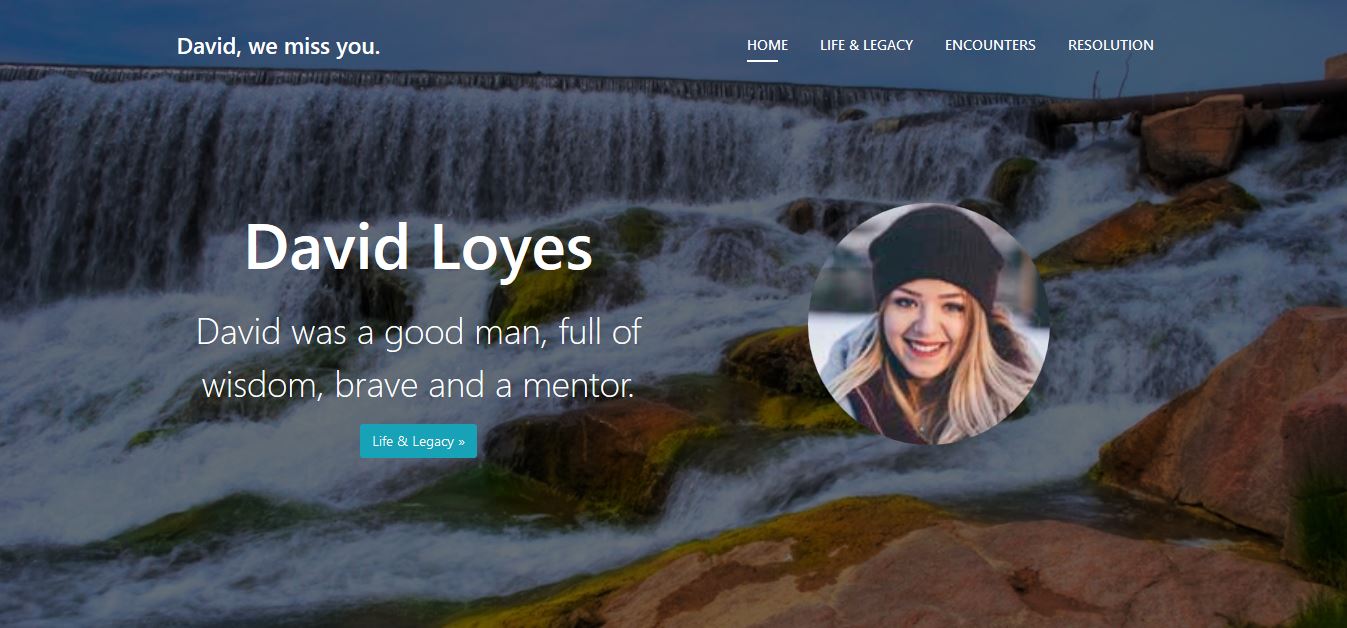 David, we miss you.
HOME
LIFE & LEGACY
ENCOUNTERS
RESOLUTION
David Loyes
David was a good man, full of
wisdom, brave and a mentor.
Life & Legacy »